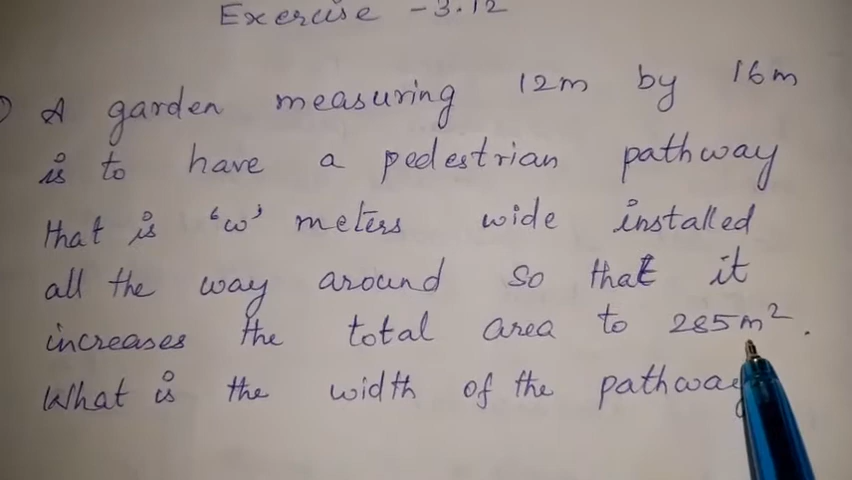 Exercise - 3.12
A garden measuring 12m by 16m
is to have a pedestrian pathway
that is 'w' meters wide installed
all the way around so that it
increases the total area to 285m².
What is the width of the pathway